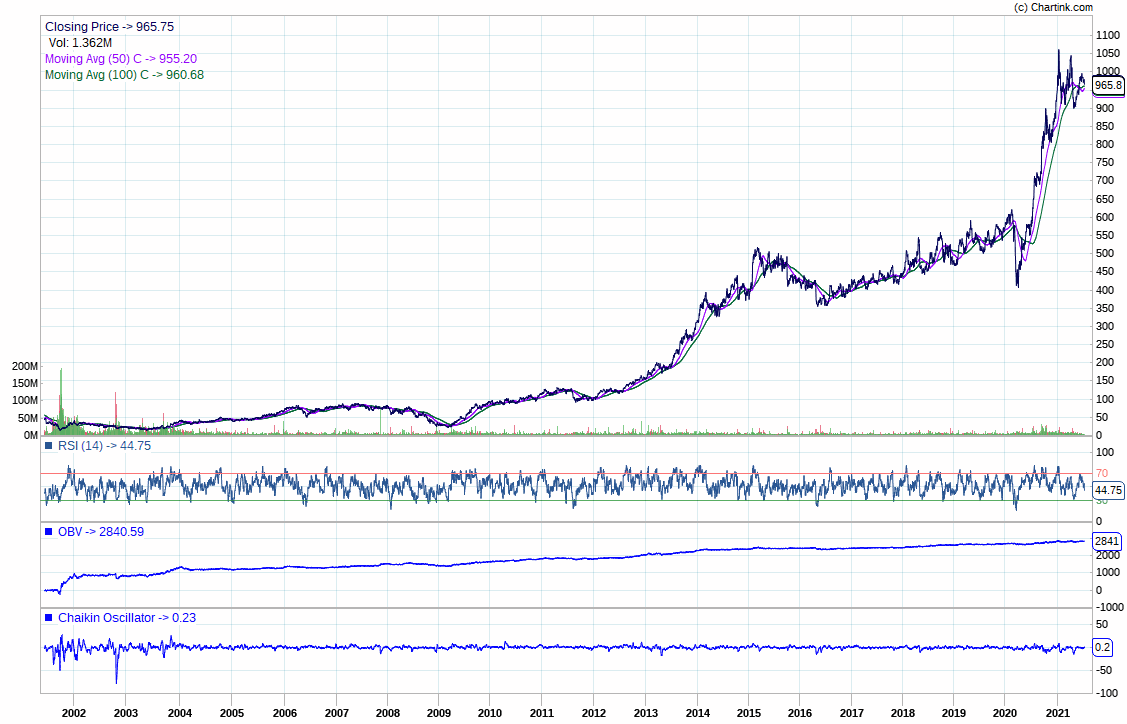 (c) Chartink.com
Closing Price -> 965.75
Vol: 1.362M
Moving Avg (50) C -> 955.20
Moving Avg (100) C -> 960.68
1100
1050
1000
965.8
900
850
800
750
700
650
600
550
500
450
400
350
300
250
200
150
100
50
0
200M
150M
100M
50M
0M
RSI (14) -> 44.75
100
70
44.75
30
0
OBV -> 2840.59
2841
2000
1000
0
-1000
Chaikin Oscillator -> 0.23
50
0.2
-50
-100
2002 2003 2004 2005 2006 2007 2008 2009 2010 2011 2012 2013 2014 2015 2016 2017 2018 2019 2020 2021